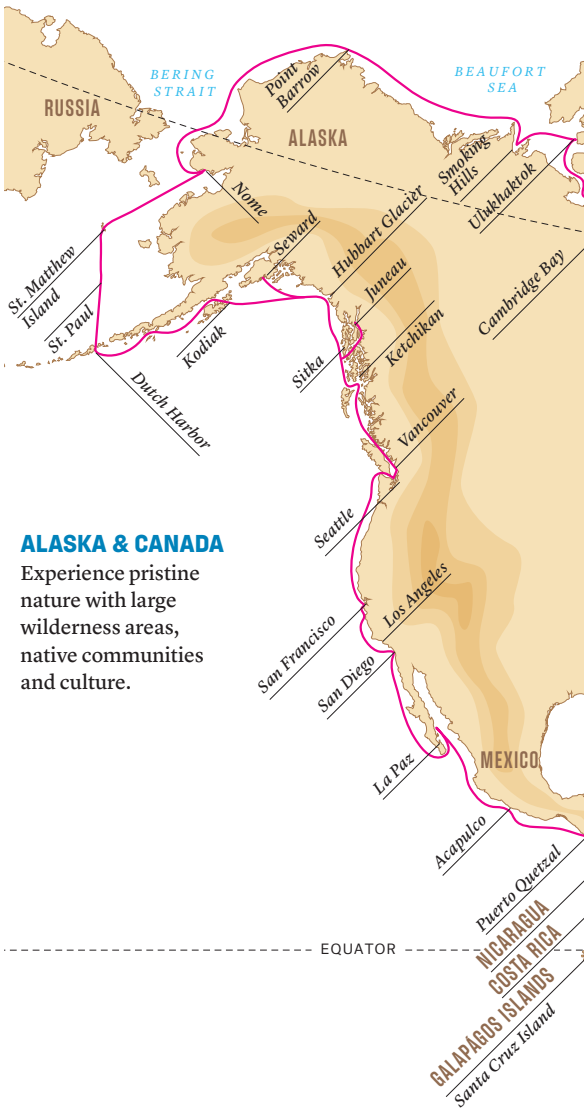 BERING
STRAIT
BEAUFORT
SEA
RUSSIA
Point
Barrow
ALASKA
Smoking
Hills
Ulukhaktok
Nome
Seward
Hubbart Glacier
Juneau
Cambridge Bay
St. Matthew
Island
St. Paul
Kodiak
Sitka
Ketchikan
Dutch Harbor
Vancouver
Seattle
ALASKA & CANADA
Experience pristine
nature with large
wilderness areas,
native communities
and culture.
Los Angeles
San Francisco
San Diego
La Paz
MEXICO
Acapulco
Puerto Quetzal
NICARAGUA
COSTA RICA
EQUATOR
GALAPÁGOS ISLANDS
Santa Cruz Island